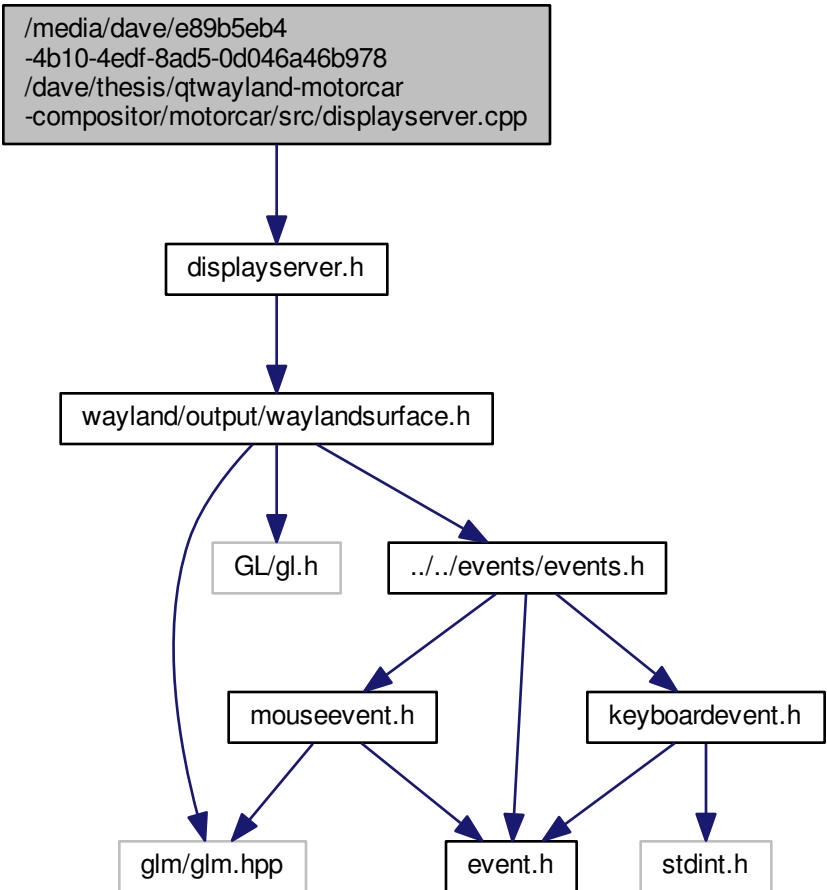 /media/dave/e89b5eb4
-4b10-4edf-8ad5-0d046a46b978
/dave/thesis/qtwayland-motorcar
-compositor/motorcar/src/displayserver.cpp
displayserver.h
wayland/output/waylandsurface.h
GL/gl.h
../../events/events.h
mouseevent.h
keyboardevent.h
glm/glm.hpp
event.h
stdint.h